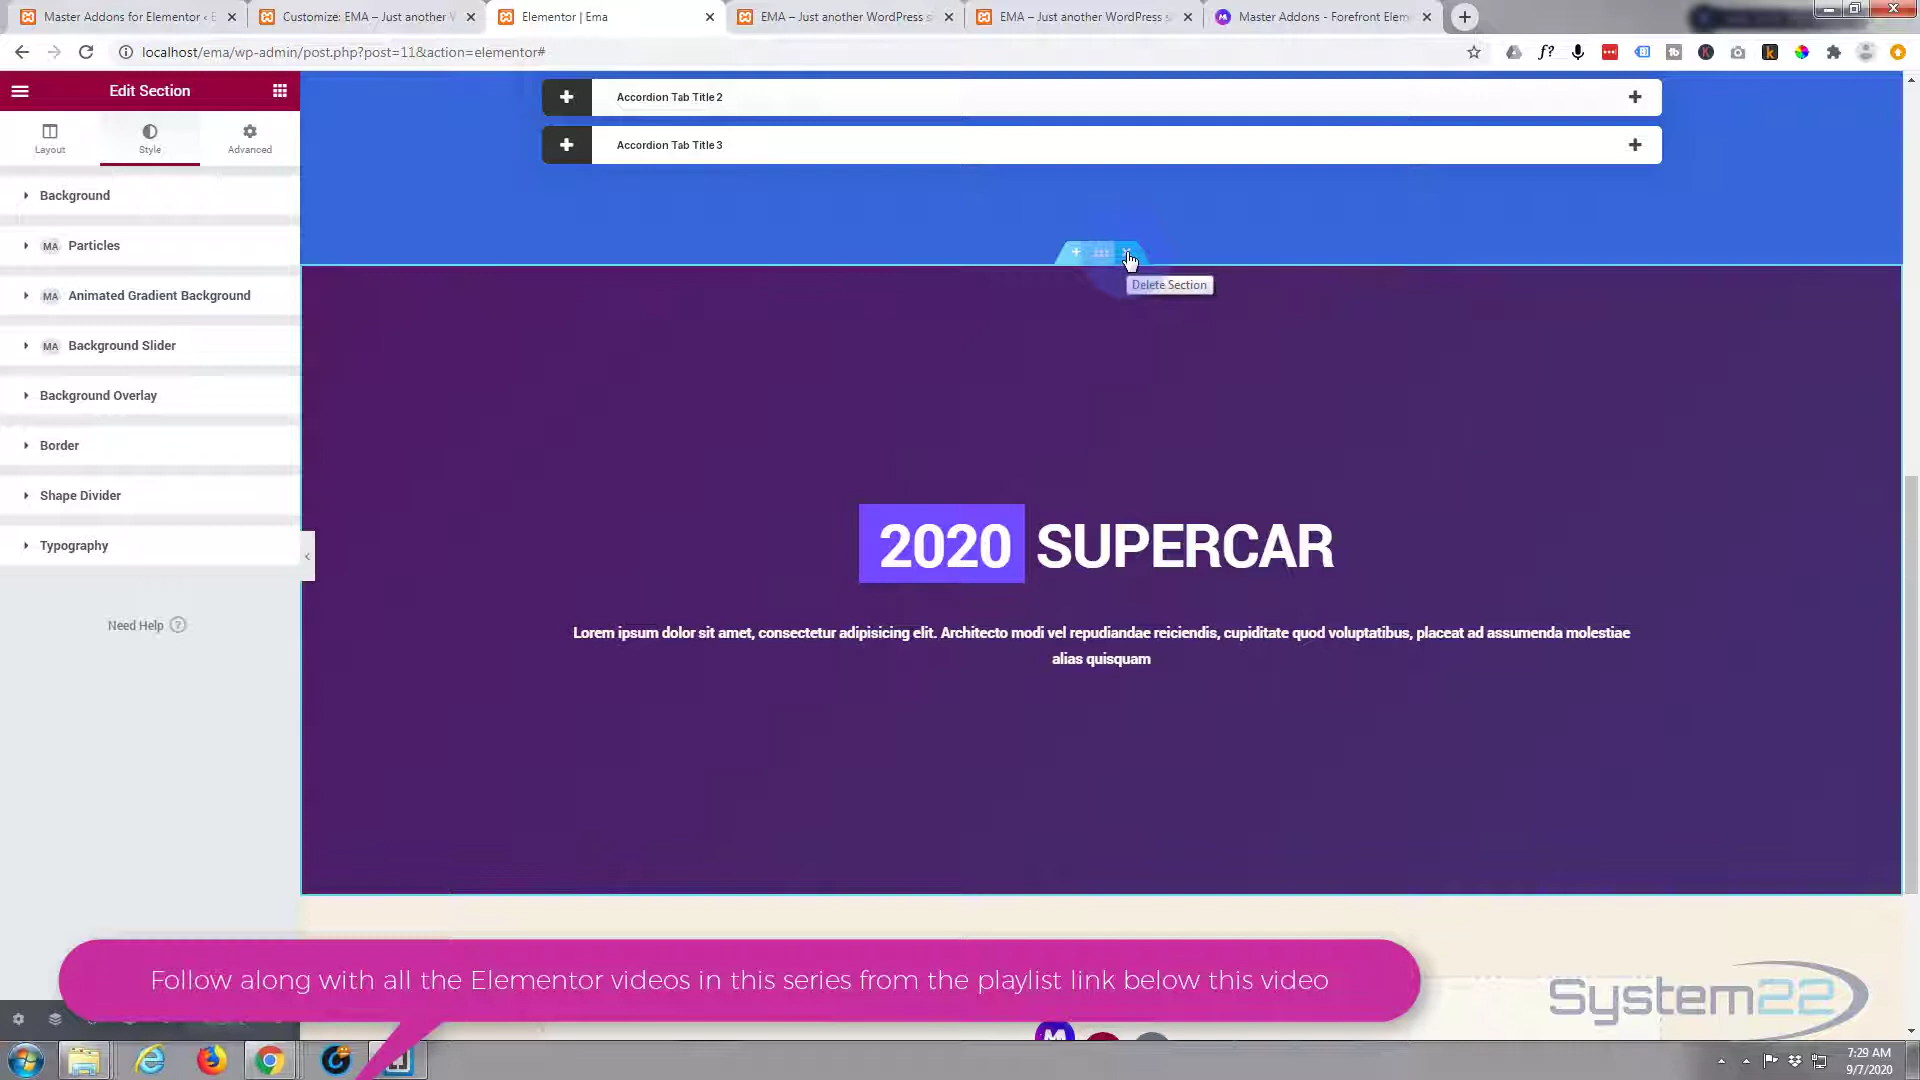 Master Addons for Elementor ‹ E
Customize: EMA – Just another W
Elementor | Ema
EMA – Just another WordPress s
EMA – Just another WordPress s
Master Addons - Forefront Elem
localhost/ema/wp-admin/post.php?post=11&action=elementor#
Edit Section
Layout
Style
Advanced
Background
MA Particles
MA Animated Gradient Background
MA Background Slider
Background Overlay
Border
Shape Divider
Typography
Need Help ?
Accordion Tab Title 2
Accordion Tab Title 3
Delete Section
2020 SUPERCAR
Lorem ipsum dolor sit amet, consectetur adipisicing elit. Architecto modi vel repudiandae reiciendis, cupiditate quod voluptatibus, placeat ad assumenda molestiae
alias quisquam
Follow along with all the Elementor videos in this series from the playlist link below this video
System22
7:29 AM
9/7/2020